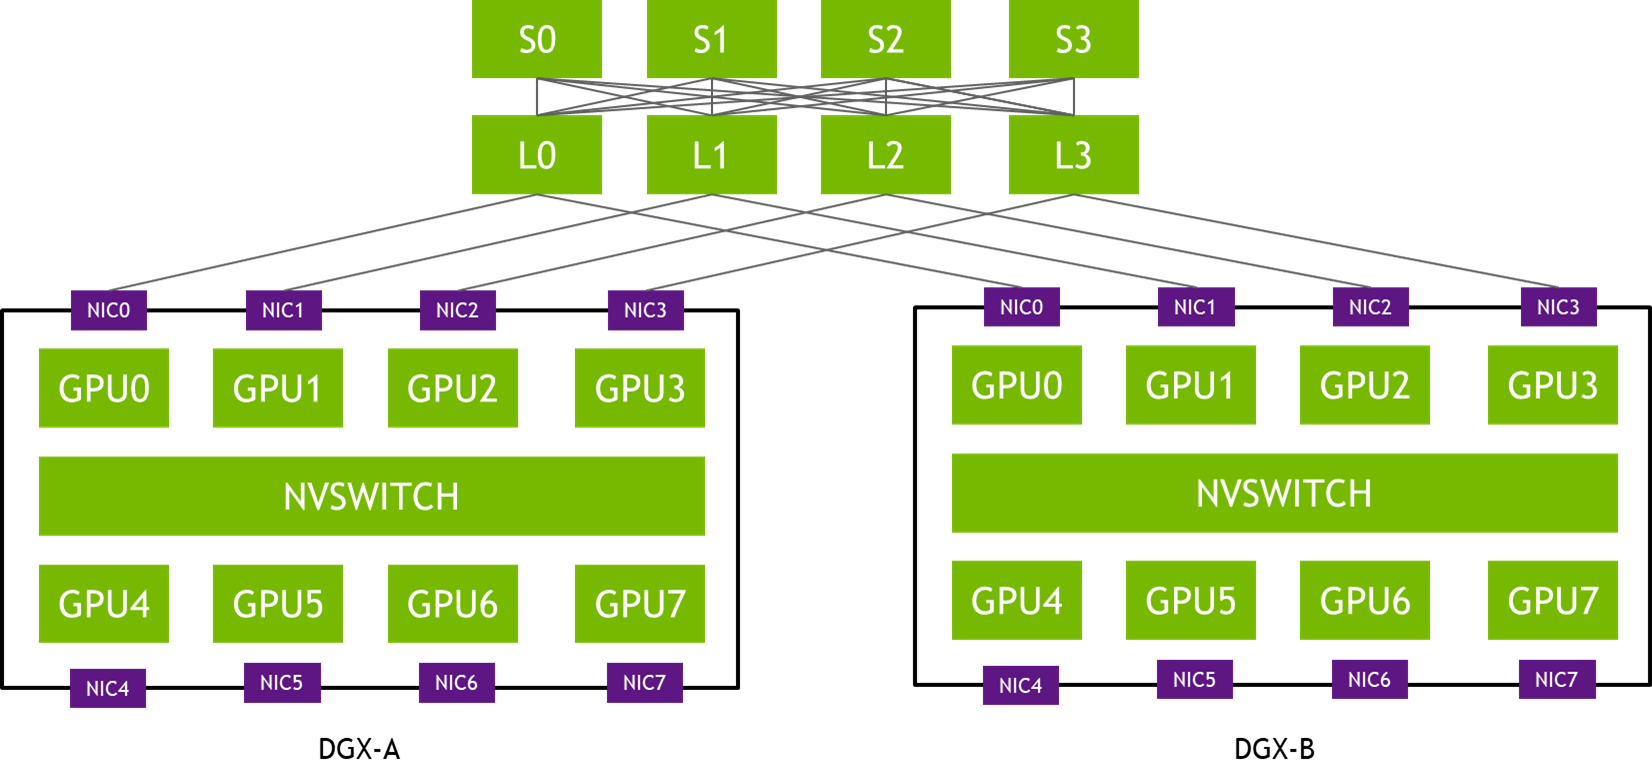 S0 S1 S2 S3
L0 L1 L2 L3
NIC0 NIC1 NIC2 NIC3
GPU0 GPU1 GPU2 GPU3
NVSWITCH
GPU4 GPU5 GPU6 GPU7
NIC4 NIC5 NIC6 NIC7
DGX-A
NIC0 NIC1 NIC2 NIC3
GPU0 GPU1 GPU2 GPU3
NVSWITCH
GPU4 GPU5 GPU6 GPU7
NIC4 NIC5 NIC6 NIC7
DGX-B